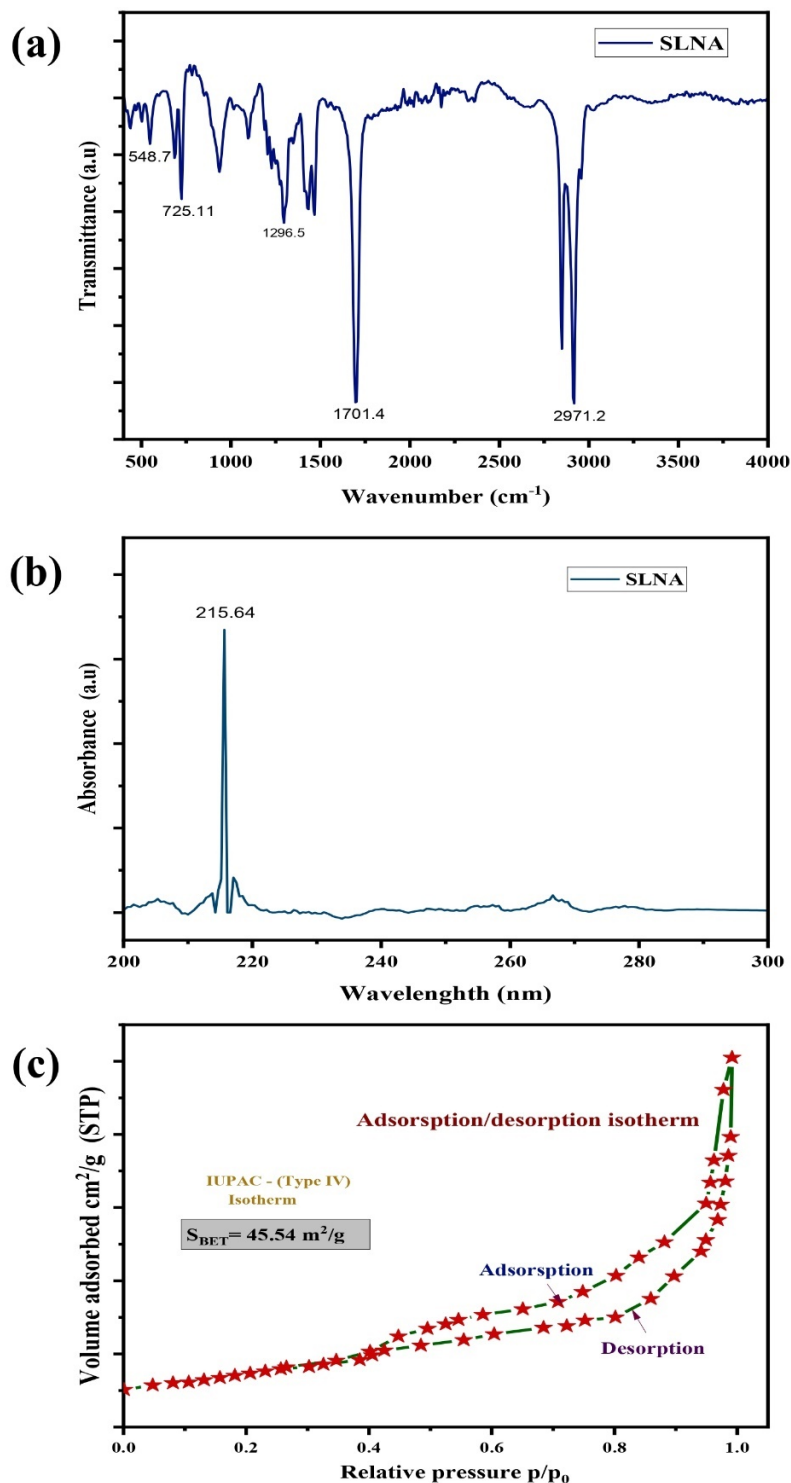 (a)
SLNA
548.7
725.11
1296.5
1701.4
2971.2
Transmittance (a.u)
500 1000 1500 2000 2500 3000 3500 4000
Wavenumber (cm⁻¹)
(b)
SLNA
215.64
Absorbance (a.u)
200 220 240 260 280 300
Wavelenghth (nm)
(c)
Adsorsption/desorption isotherm
IUPAC - (Type IV)
Isotherm
S_BET= 45.54 m²/g
Adsorsption
Desorption
Volume adsorbed cm²/g (STP)
0.0 0.2 0.4 0.6 0.8 1.0
Relative pressure p/p₀